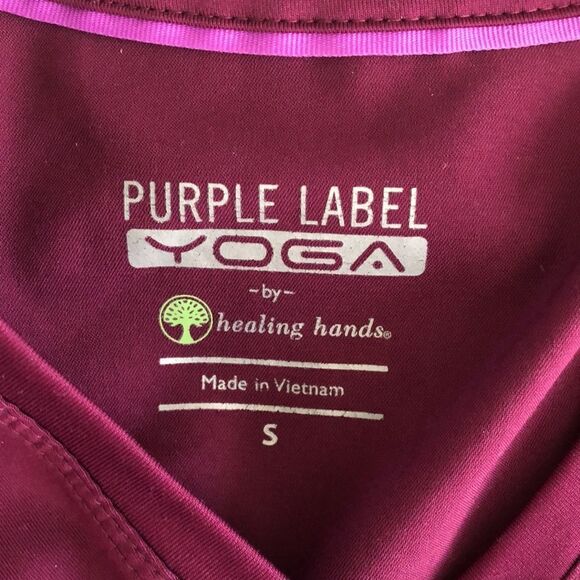 PURPLE LABEL
YOGA
-by-
healing hands®
Made in Vietnam
S